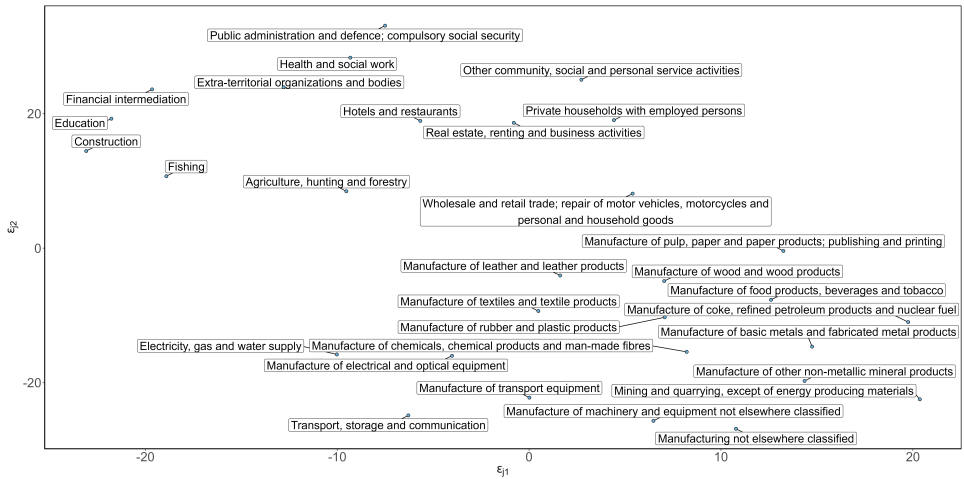 Public administration and defence; compulsory social security
Health and social work
Other community, social and personal service activities
Extra-territorial organizations and bodies
Financial intermediation
Hotels and restaurants
Private households with employed persons
20
Education
Real estate, renting and business activities
Construction
Fishing
Agriculture, hunting and forestry
Wholesale and retail trade; repair of motor vehicles, motorcycles and
personal and household goods
εj2
Manufacture of pulp, paper and paper products; publishing and printing
0
Manufacture of leather and leather products
Manufacture of wood and wood products
Manufacture of food products, beverages and tobacco
Manufacture of textiles and textile products
Manufacture of coke, refined petroleum products and nuclear fuel
Manufacture of rubber and plastic products
Manufacture of basic metals and fabricated metal products
Electricity, gas and water supply
Manufacture of chemicals, chemical products and man-made fibres
Manufacture of electrical and optical equipment
Manufacture of other non-metallic mineral products
-20
Manufacture of transport equipment
Mining and quarrying, except of energy producing materials
Manufacture of machinery and equipment not elsewhere classified
Transport, storage and communication
Manufacturing not elsewhere classified
-20 -10 0 10 20
εj1